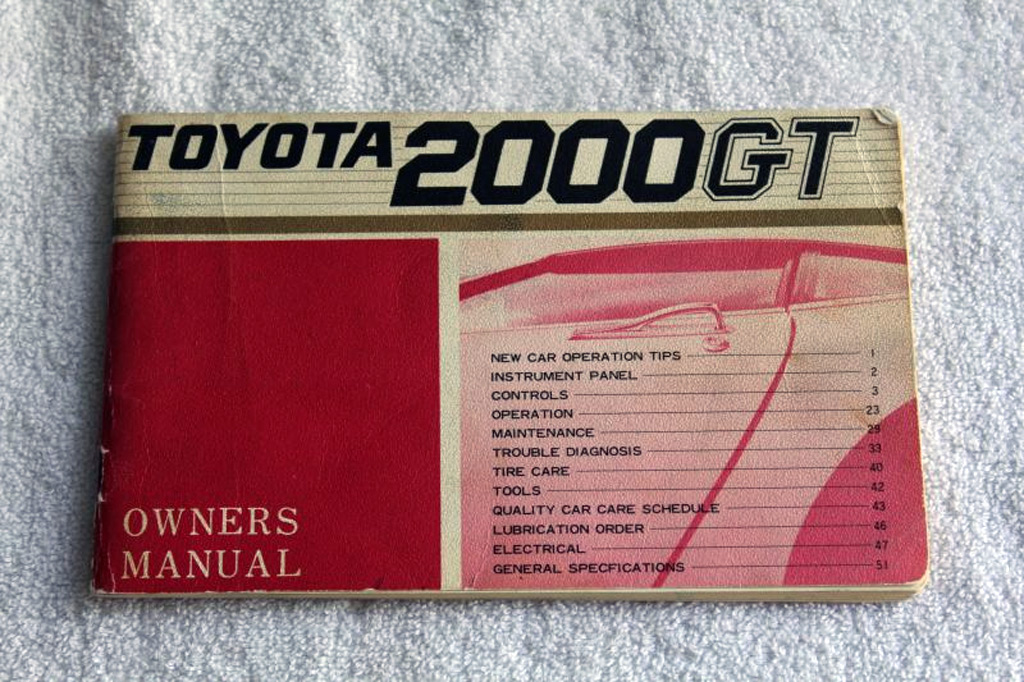 TOYOTA 2000GT
NEW CAR OPERATION TIPS 1
INSTRUMENT PANEL 2
CONTROLS 3
OPERATION 23
MAINTENANCE 29
TROUBLE DIAGNOSIS 33
TIRE CARE 40
TOOLS 42
QUALITY CAR CARE SCHEDULE 43
LUBRICATION ORDER 46
ELECTRICAL 47
GENERAL SPECFICATIONS 51
OWNERS
MANUAL